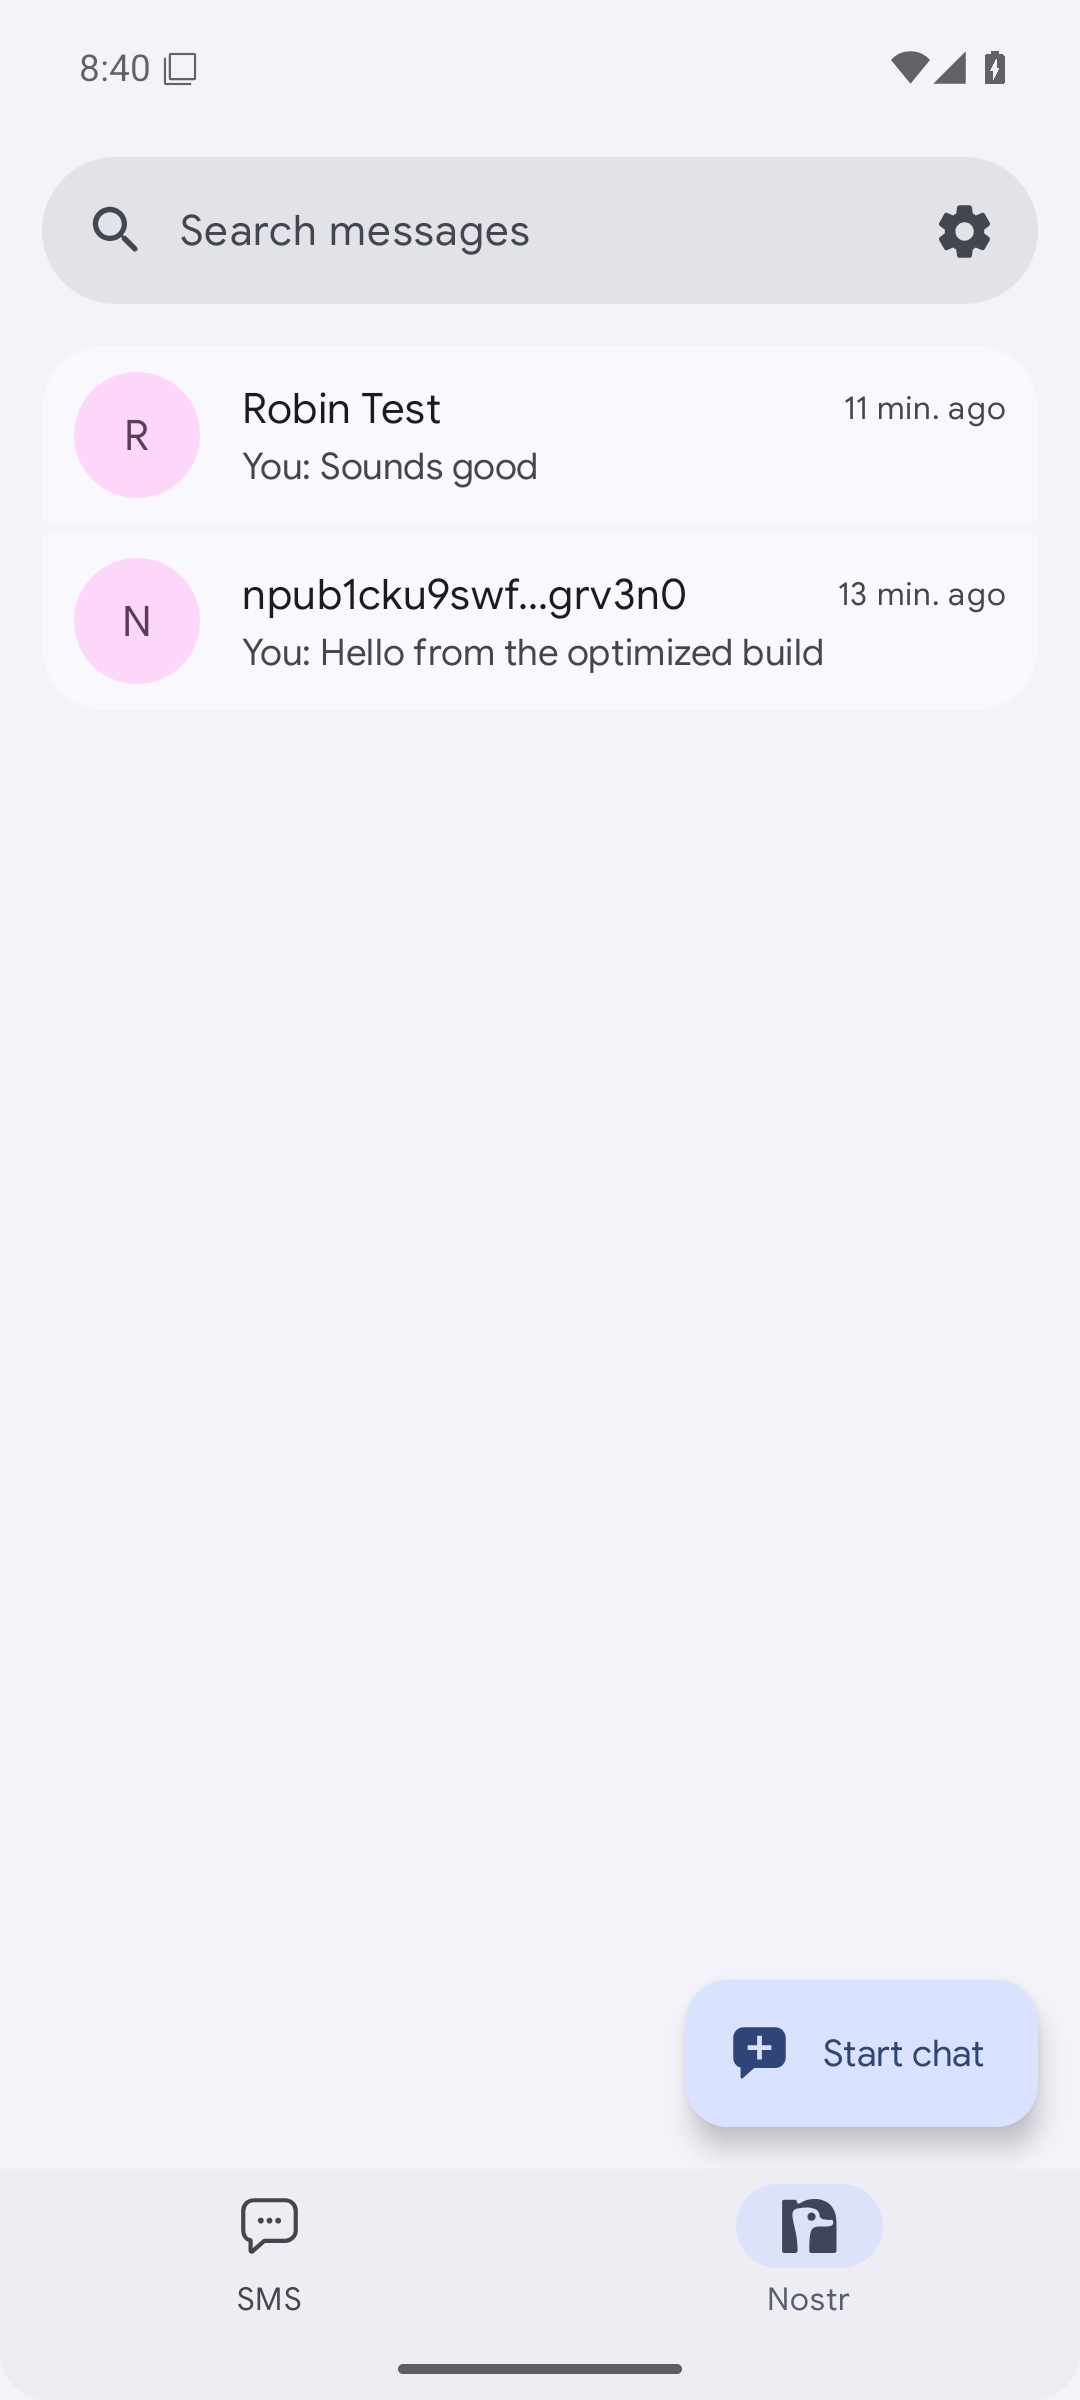 8:40
Search messages
R
Robin Test
11 min. ago
You: Sounds good
N
npub1cku9swf...grv3n0
13 min. ago
You: Hello from the optimized build
Start chat
SMS
Nostr